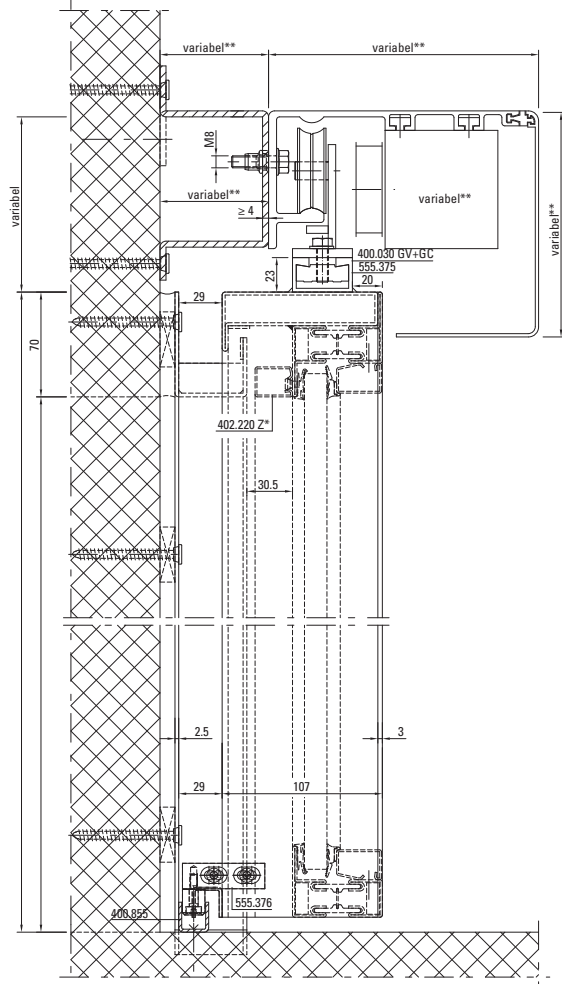 variabel**
variabel**
M8
variabel
variabel**
variabel**
variabel**
≥ 4
400.030 GV+GC
23
555.375
20
29
70
402.220 Z*
30.5
2.5
3
29
107
555.376
400.855